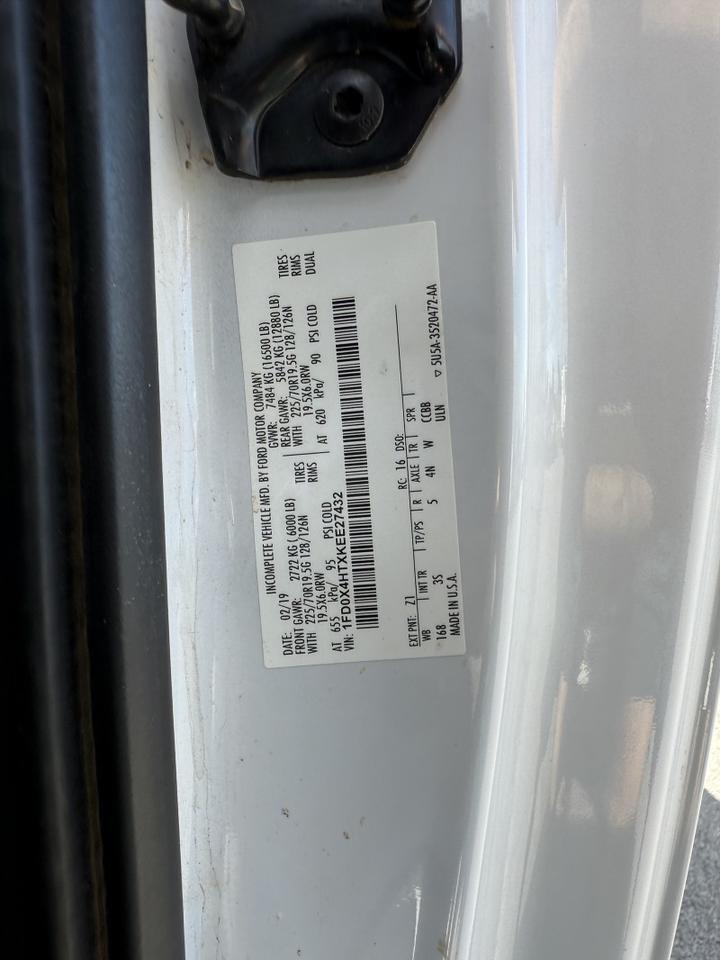 INCOMPLETE VEHICLE MFD. BY FORD MOTOR COMPANY
DATE: 02/19 GVWR: 7484 KG (16500 LB)
FRONT GAWR: 2722 KG ( 6000 LB) REAR GAWR: 5842 KG (12880 LB)
WITH 225/70R19.5G 128/126N TIRES WITH 225/70R19.5G 128/126N TIRES
19.5X6.0RW RIMS 19.5X6.0RW RIMS
AT 655 kPa/ 95 PSI COLD AT 620 kPa/ 90 PSI COLD DUAL
VIN: 1FD0X4HTXKEE27432
EXT PNT: Z1 RC: 16 DSO:
WB INT TR TP/PS R AXLE TR SPR
168 3S 5 4N W CCBB
MADE IN U.S.A. ULN ▽ 5U5A-3520472-AA